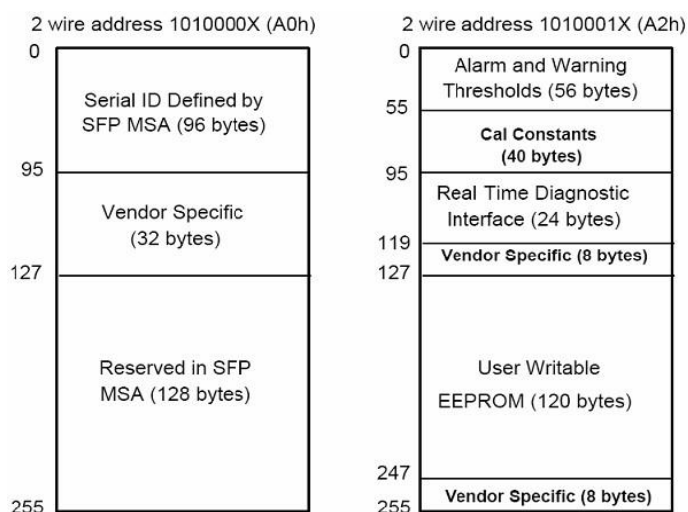 2 wire address 1010000X (A0h)
0
Serial ID Defined by
SFP MSA (96 bytes)
95
Vendor Specific
(32 bytes)
127
Reserved in SFP
MSA (128 bytes)
255
2 wire address 1010001X (A2h)
0
Alarm and Warning
Thresholds (56 bytes)
55
Cal Constants
(40 bytes)
95
Real Time Diagnostic
Interface (24 bytes)
119
Vendor Specific (8 bytes)
127
User Writable
EEPROM (120 bytes)
247
Vendor Specific (8 bytes)
255